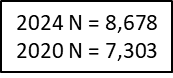 2024 N = 8,678
2020 N = 7,303